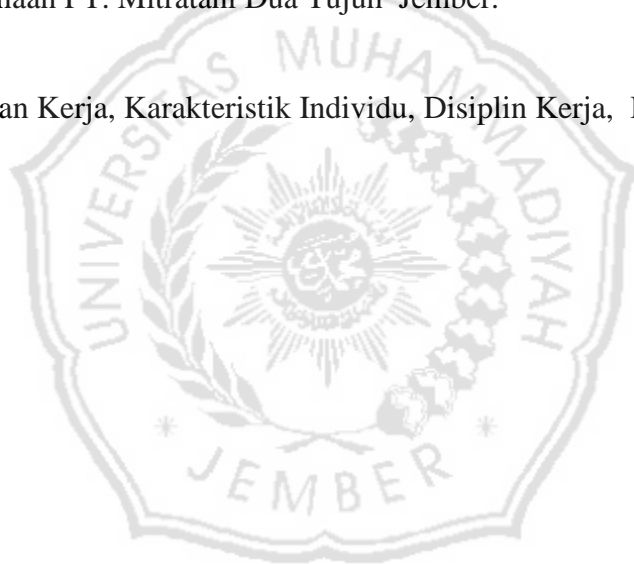 naan PT. Mitratani Dua Tujuh Jember.
an Kerja, Karakteristik Individu, Disiplin Kerja,
UNIVERSITAS MUHAMMADIYAH
JEMBER